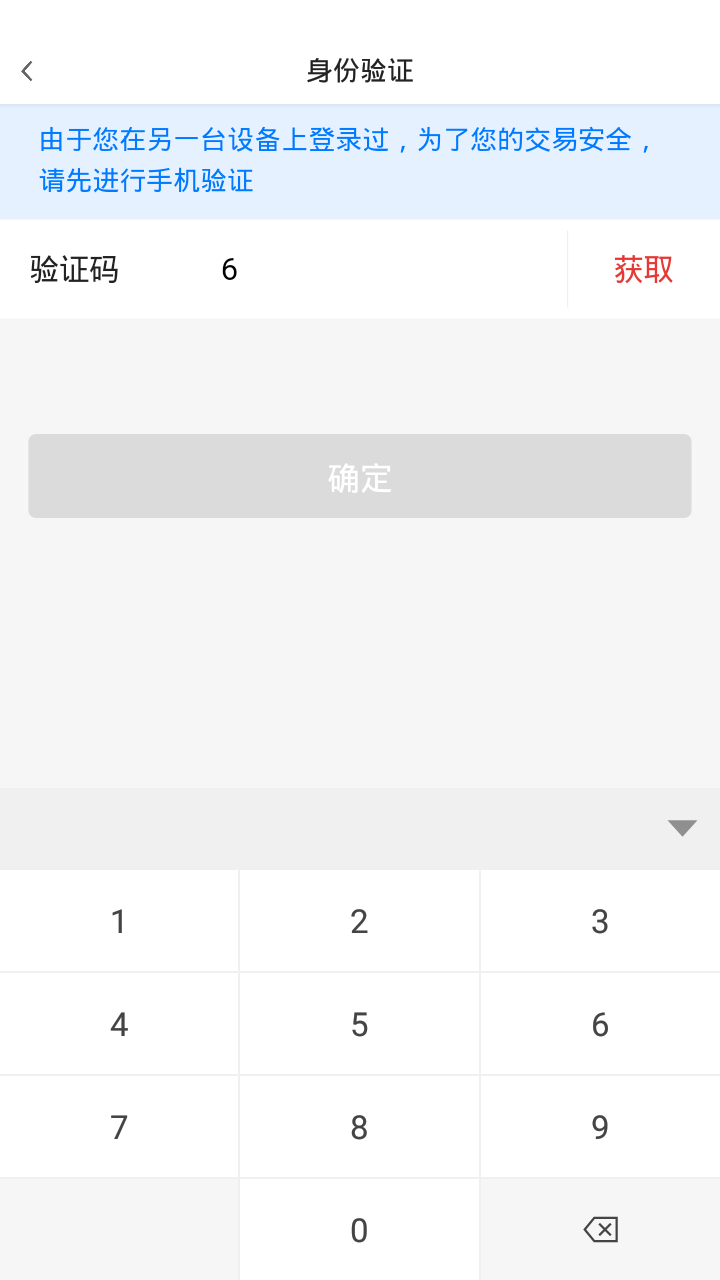 身份验证
由于您在另一台设备上登录过，为了您的交易安全，
请先进行手机验证
验证码 6 获取
确定
1 2 3
4 5 6
7 8 9
0